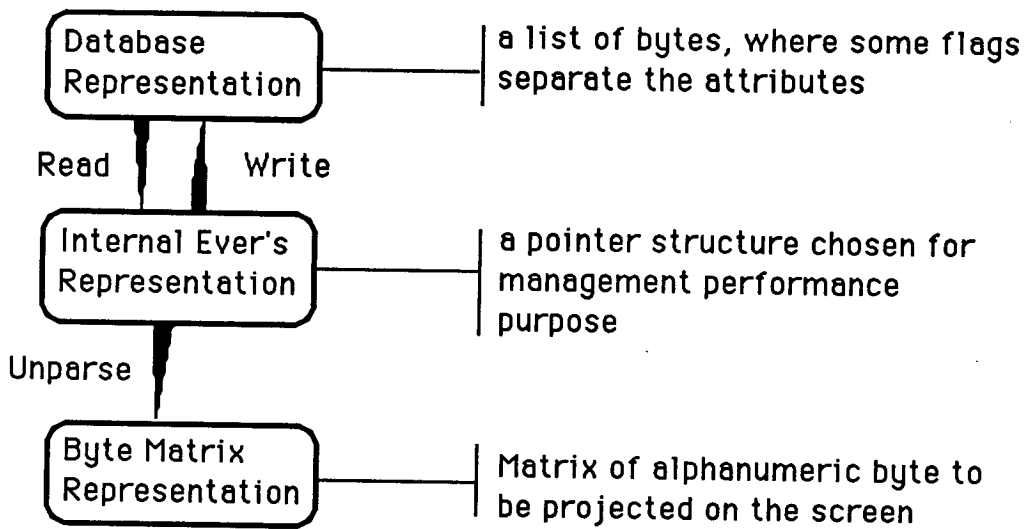 Database
Representation
a list of bytes, where some flags
separate the attributes
Read
Write
Internal Ever's
Representation
a pointer structure chosen for
management performance
purpose
Unparse
Byte Matrix
Representation
Matrix of alphanumeric byte to
be projected on the screen